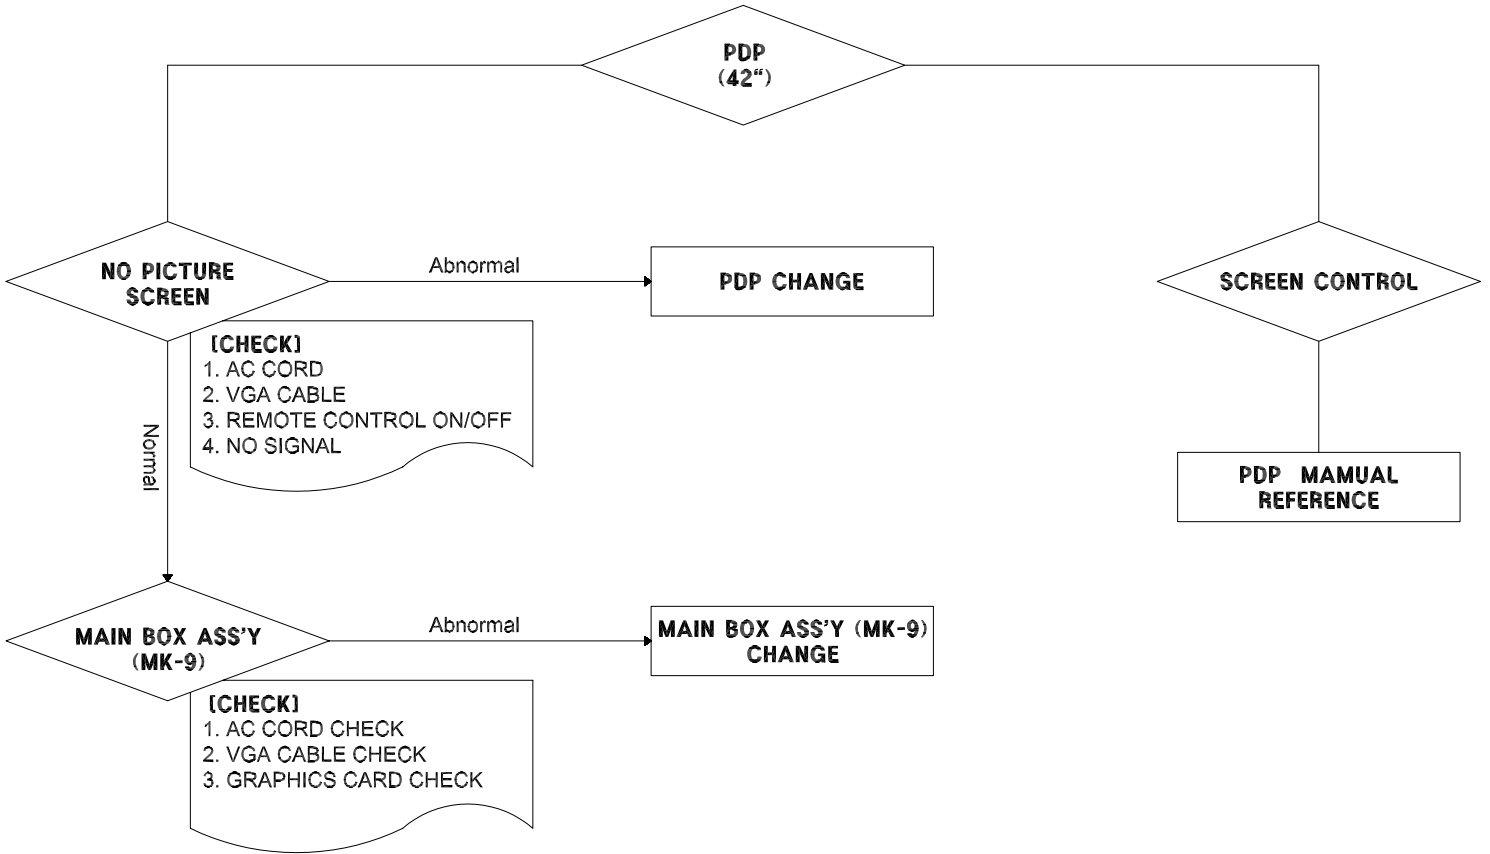 PDP
(42“)
NO PICTURE
SCREEN
Abnormal
PDP CHANGE
SCREEN CONTROL
[CHECK]
1. AC CORD
2. VGA CABLE
3. REMOTE CONTROL ON/OFF
4. NO SIGNAL
Normal
PDP MAMUAL
REFERENCE
MAIN BOX ASS'Y
(MK-9)
Abnormal
MAIN BOX ASS'Y (MK-9)
CHANGE
[CHECK]
1. AC CORD CHECK
2. VGA CABLE CHECK
3. GRAPHICS CARD CHECK